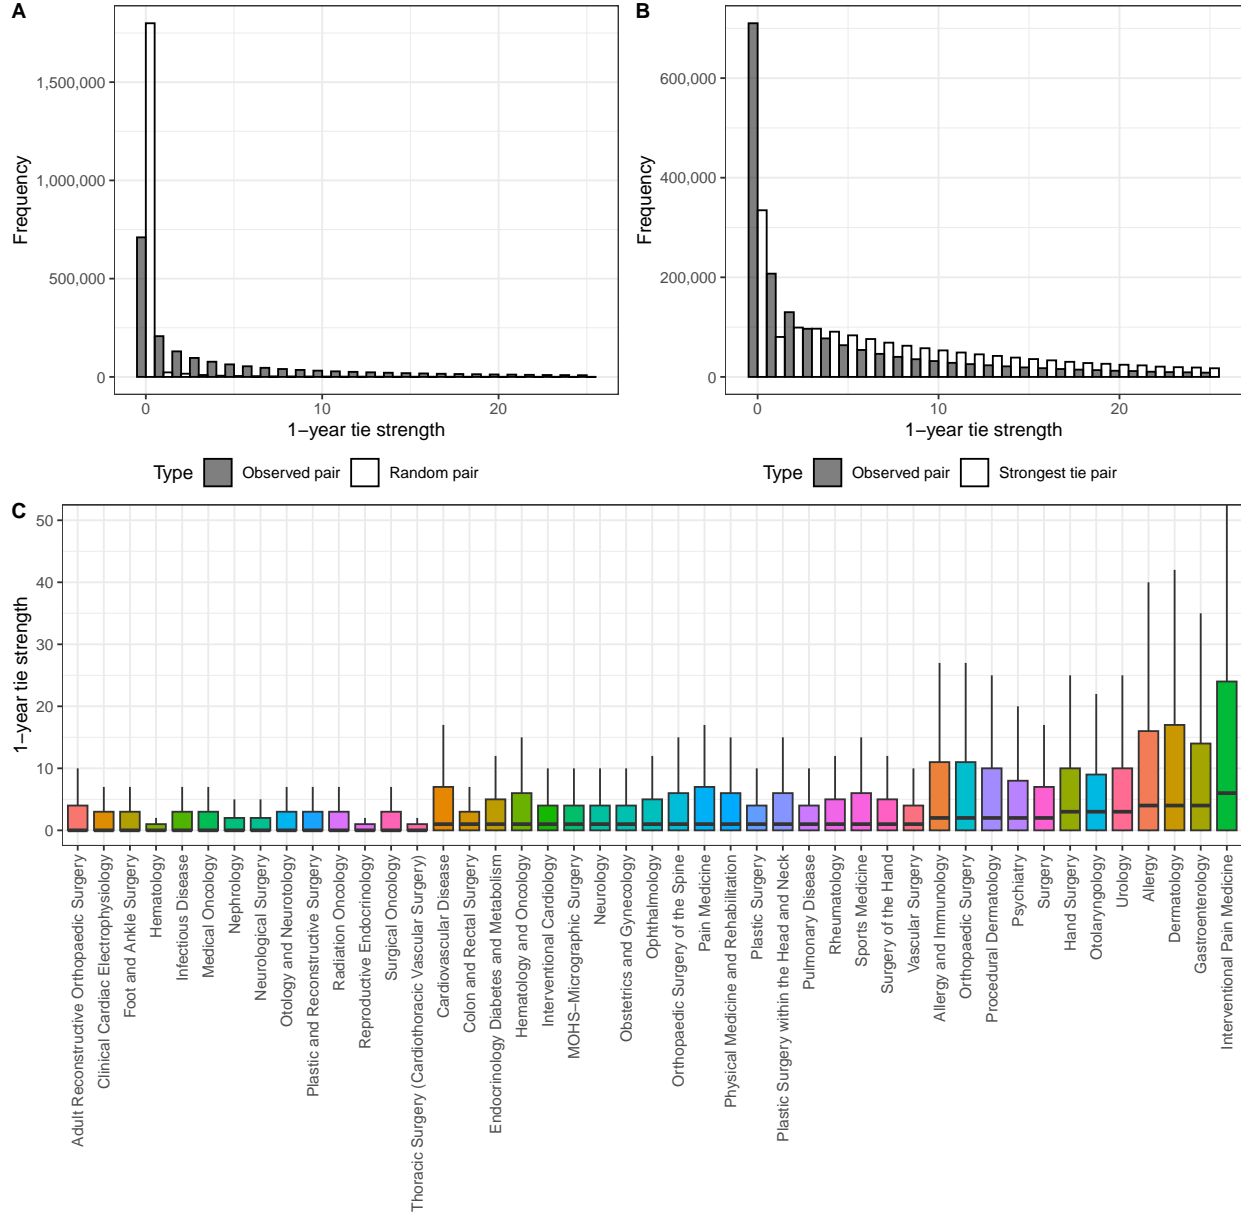 A
1,500,000
1,000,000
500,000
0
Frequency
0 10 20
1−year tie strength
Type Observed pair Random pair
B
600,000
400,000
200,000
0
Frequency
0 10 20
1−year tie strength
Type Observed pair Strongest tie pair
C
50
40
30
20
10
0
1−year tie strength
Adult Reconstructive Orthopaedic Surgery
Clinical Cardiac Electrophysiology
Foot and Ankle Surgery
Hematology
Infectious Disease
Medical Oncology
Nephrology
Neurological Surgery
Otology and Neurotology
Plastic and Reconstructive Surgery
Radiation Oncology
Reproductive Endocrinology
Surgical Oncology
Thoracic Surgery (Cardiothoracic Vascular Surgery)
Cardiovascular Disease
Colon and Rectal Surgery
Endocrinology Diabetes and Metabolism
Hematology and Oncology
Interventional Cardiology
MOHS−Micrographic Surgery
Neurology
Obstetrics and Gynecology
Ophthalmology
Orthopaedic Surgery of the Spine
Pain Medicine
Physical Medicine and Rehabilitation
Plastic Surgery
Plastic Surgery within the Head and Neck
Pulmonary Disease
Rheumatology
Sports Medicine
Surgery of the Hand
Vascular Surgery
Allergy and Immunology
Orthopaedic Surgery
Procedural Dermatology
Psychiatry
Surgery
Hand Surgery
Otolaryngology
Urology
Allergy
Dermatology
Gastroenterology
Interventional Pain Medicine